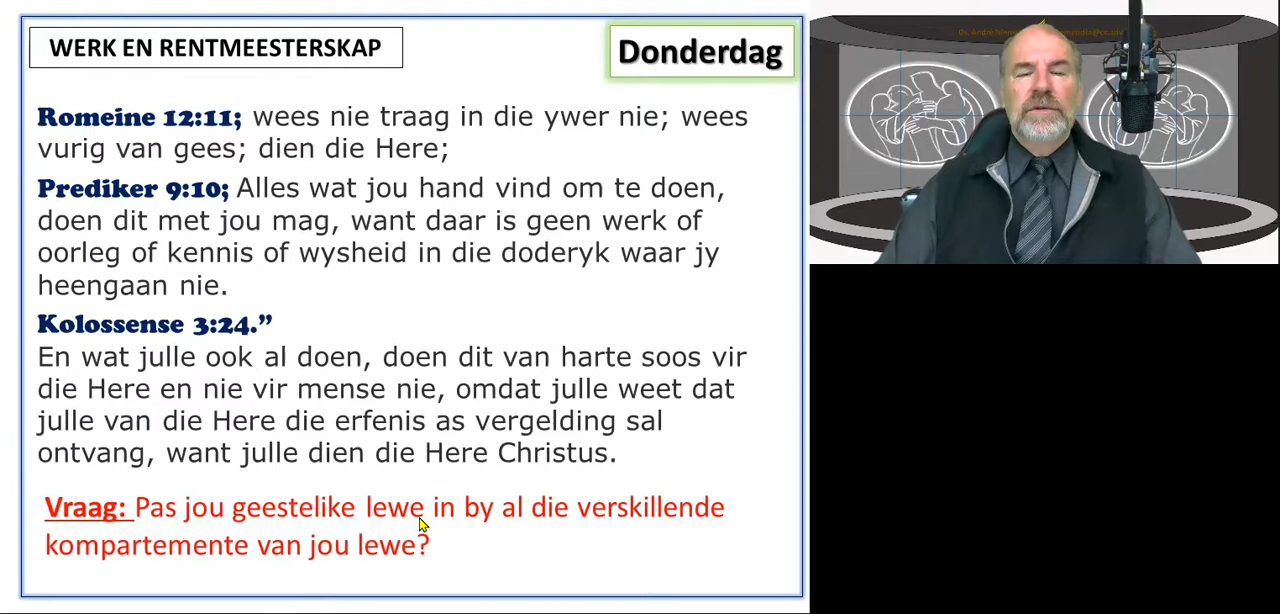 WERK EN RENTMEESTERSKAP
Donderdag
Romeine 12:11; wees nie traag in die ywer nie; wees
vurig van gees; dien die Here;
Prediker 9:10; Alles wat jou hand vind om te doen,
doen dit met jou mag, want daar is geen werk of
oorleg of kennis of wysheid in die doderyk waar jy
heengaan nie.
Kolossense 3:24.”
En wat julle ook al doen, doen dit van harte soos vir
die Here en nie vir mense nie, omdat julle weet dat
julle van die Here die erfenis as vergelding sal
ontvang, want julle dien die Here Christus.
Vraag: Pas jou geestelike lewe in by al die verskillende
kompartemente van jou lewe?